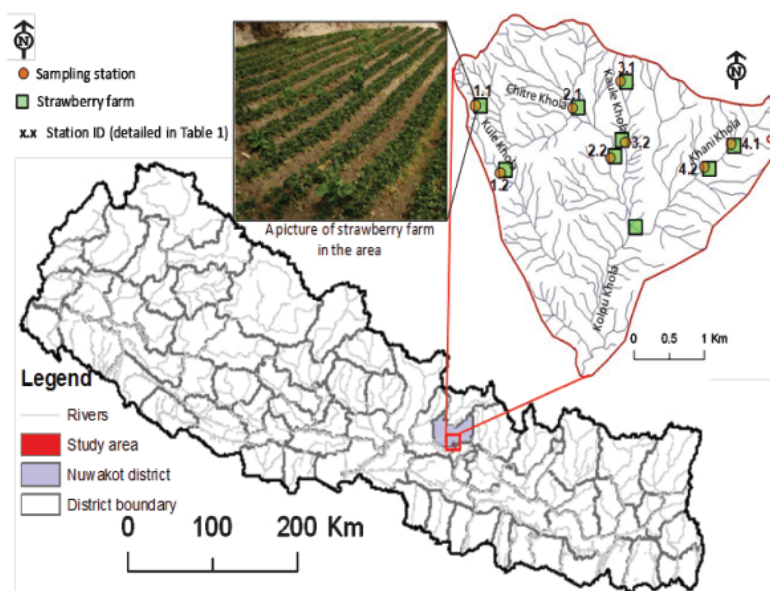 N
Sampling station
Strawberry farm
x.x Station ID (detailed in Table 1)
A picture of strawberry farm
in the area
N
3.1
1.1
Chitre Khola
2.1
Kaule Khola
Kule Khola
3.2
2.2
Khani Khola
4.1
4.2
1.2
Kolpu Khola
0 0.5 1 Km
Legend
Rivers
Study area
Nuwakot district
District boundary
0 100 200 Km